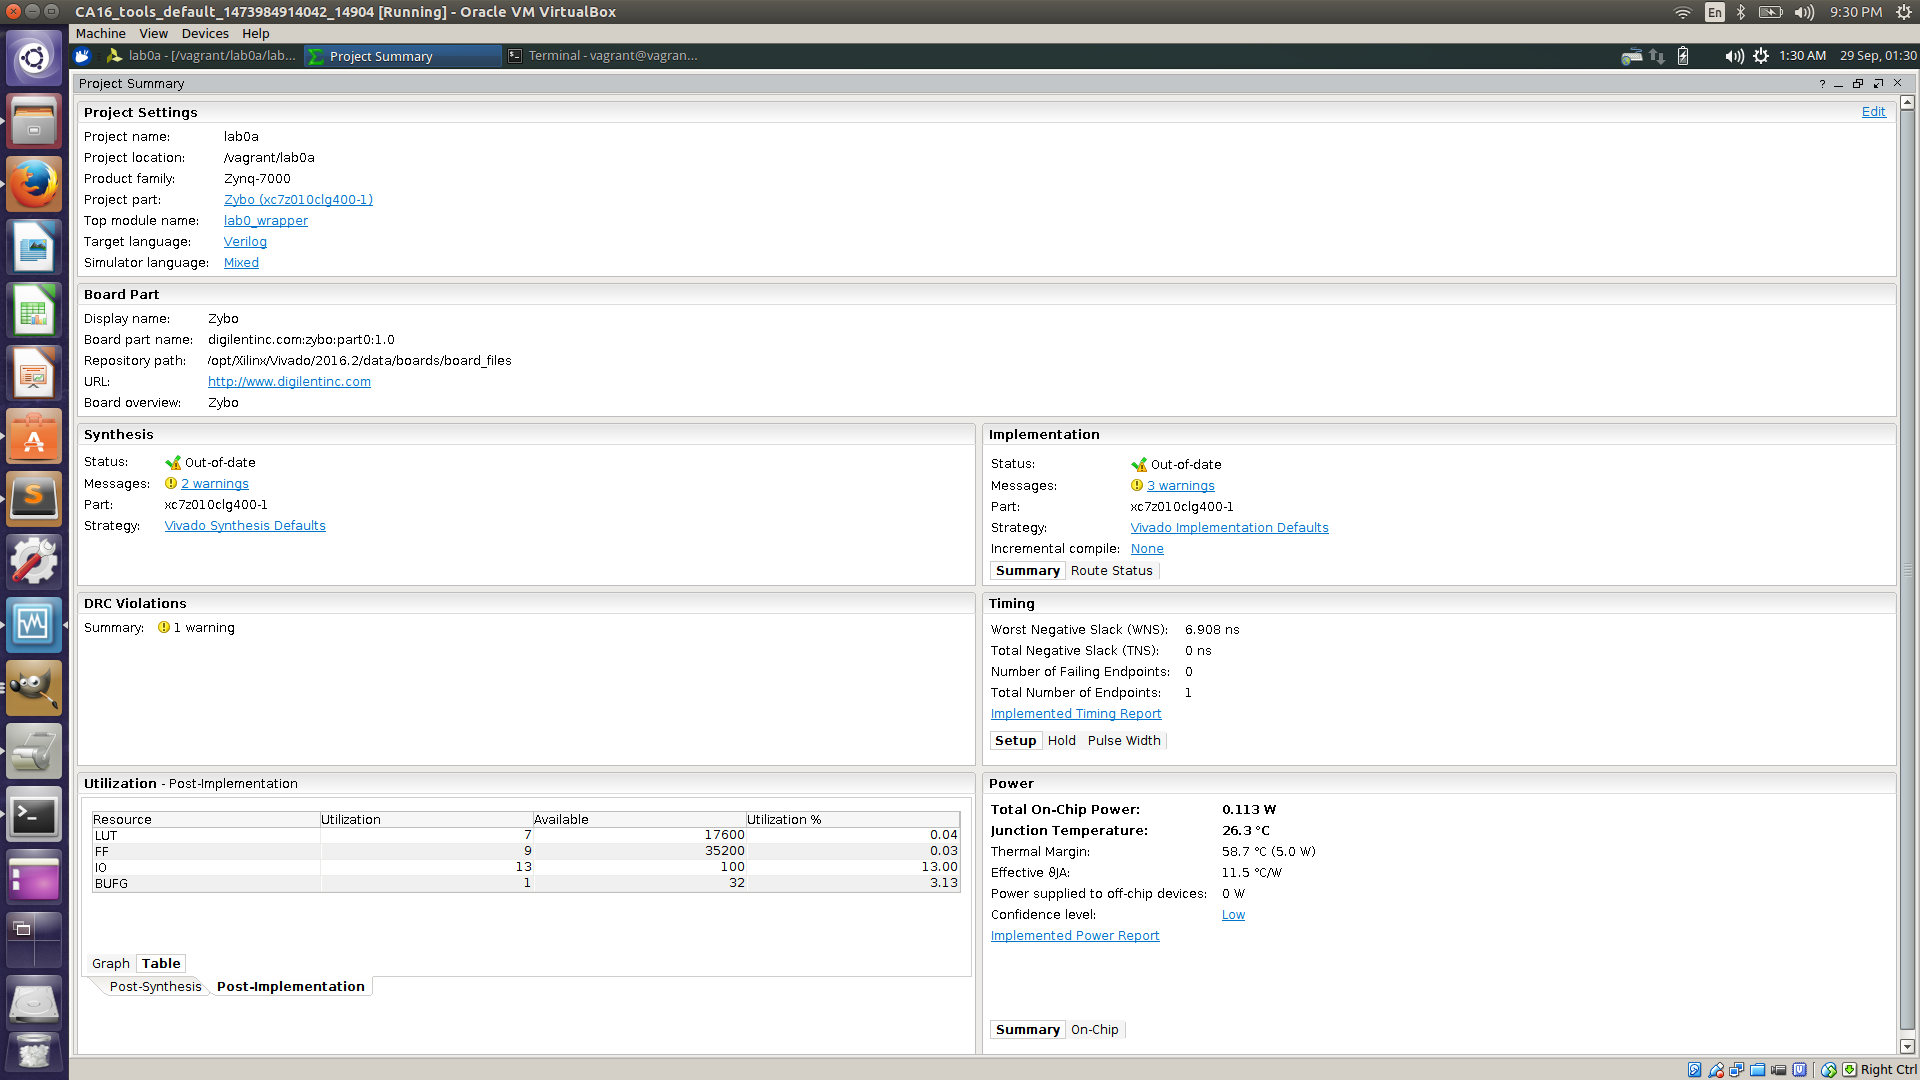 CA16_tools_default_1473984914042_14904 [Running] - Oracle VM VirtualBox
En
9:30 PM
Machine View Devices Help
lab0a - [/vagrant/lab0a/lab...
Project Summary
Terminal - vagrant@vagran...
1:30 AM
29 Sep, 01:30
Project Summary
Project Settings
Edit
Project name: lab0a
Project location: /vagrant/lab0a
Product family: Zynq-7000
Project part: Zybo (xc7z010clg400-1)
Top module name: lab0_wrapper
Target language: Verilog
Simulator language: Mixed
Board Part
Display name: Zybo
Board part name: digilentinc.com:zybo:part0:1.0
Repository path: /opt/Xilinx/Vivado/2016.2/data/boards/board_files
URL: http://www.digilentinc.com
Board overview: Zybo
Synthesis
Status: Out-of-date
Messages: 2 warnings
Part: xc7z010clg400-1
Strategy: Vivado Synthesis Defaults
Implementation
Status: Out-of-date
Messages: 3 warnings
Part: xc7z010clg400-1
Strategy: Vivado Implementation Defaults
Incremental compile: None
Summary Route Status
DRC Violations
Summary: 1 warning
Timing
Worst Negative Slack (WNS): 6.908 ns
Total Negative Slack (TNS): 0 ns
Number of Failing Endpoints: 0
Total Number of Endpoints: 1
Implemented Timing Report
Setup Hold Pulse Width
Utilization - Post-Implementation
Resource Utilization Available Utilization %
LUT 7 17600 0.04
FF 9 35200 0.03
IO 13 100 13.00
BUFG 1 32 3.13
Graph Table
Post-Synthesis Post-Implementation
Power
Total On-Chip Power: 0.113 W
Junction Temperature: 26.3 °C
Thermal Margin: 58.7 °C (5.0 W)
Effective ϑJA: 11.5 °C/W
Power supplied to off-chip devices: 0 W
Confidence level: Low
Implemented Power Report
Summary On-Chip
Right Ctrl